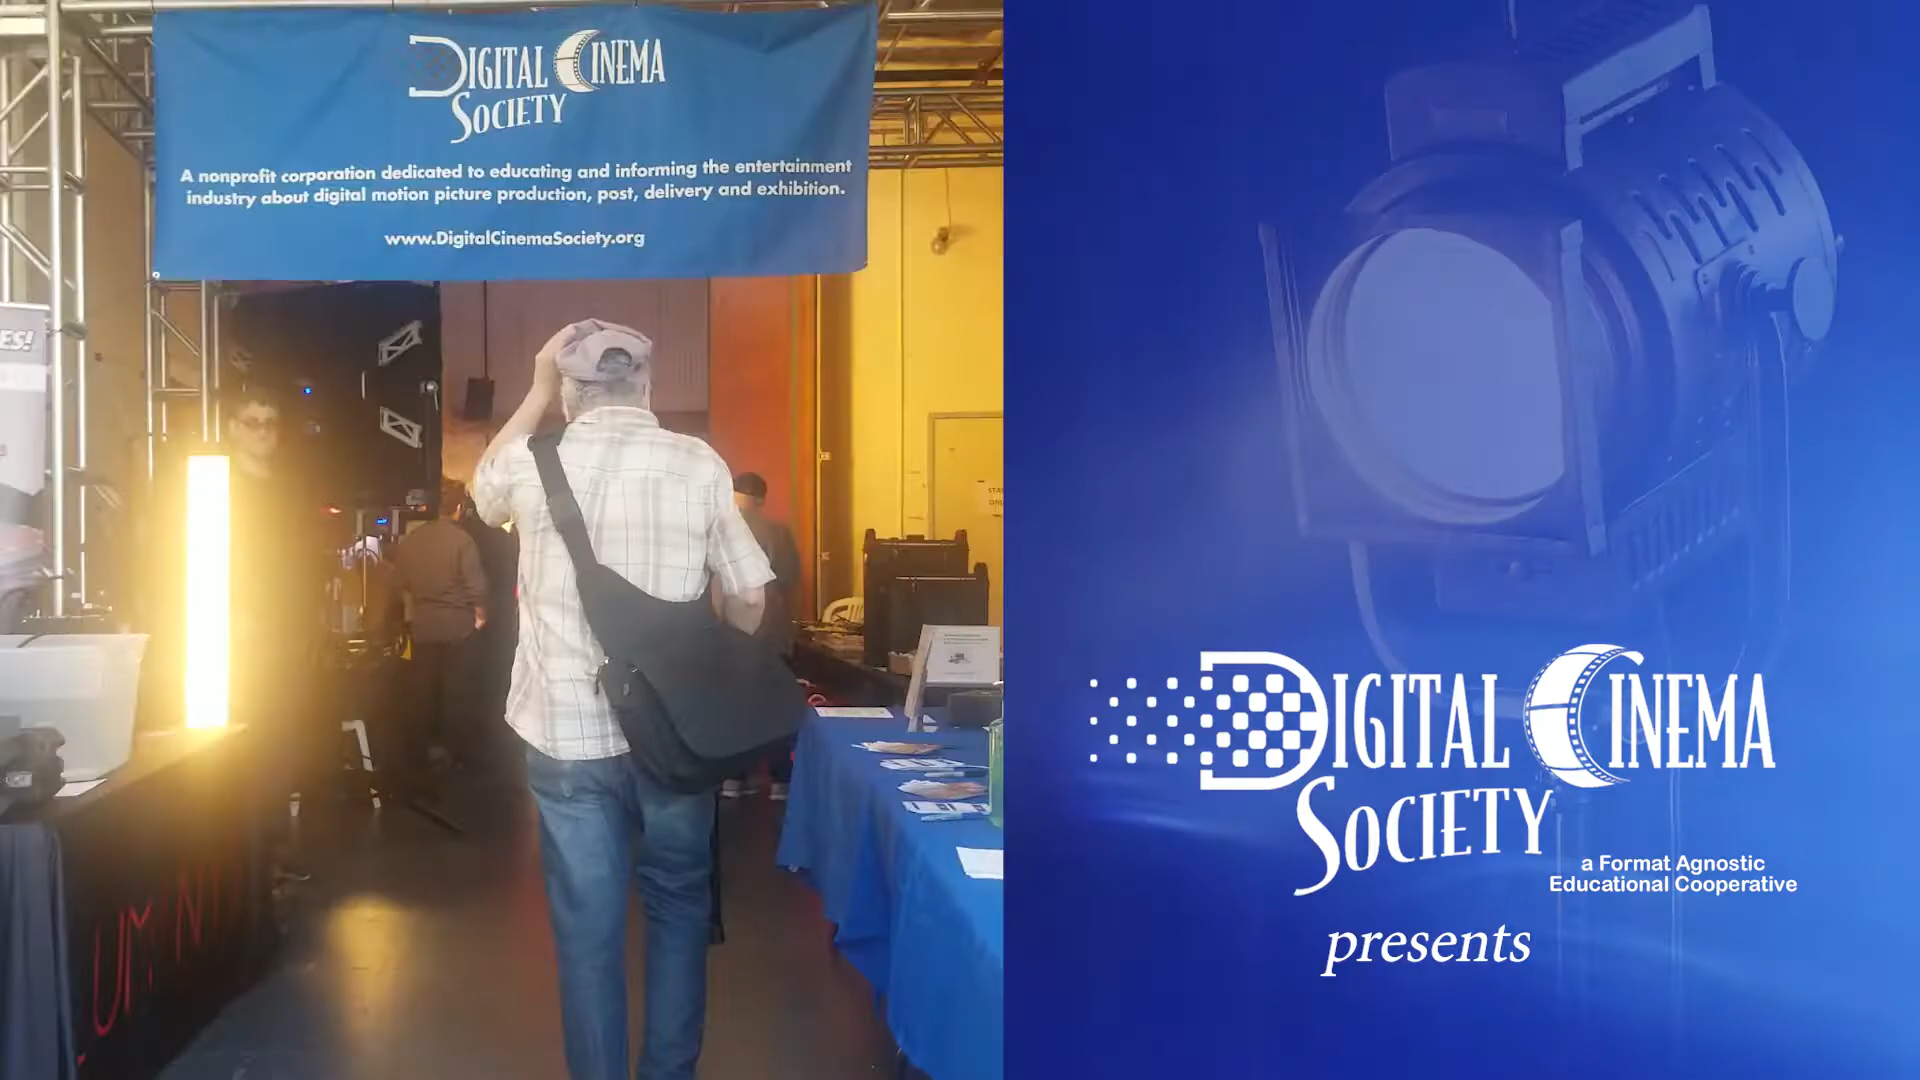 DIGITAL CINEMA
SOCIETY
A nonprofit corporation dedicated to educating and informing the entertainment
industry about digital motion picture production, post, delivery and exhibition.
www.DigitalCinemaSociety.org
ES!
DIGITAL CINEMA
SOCIETY
a Format Agnostic
Educational Cooperative
presents